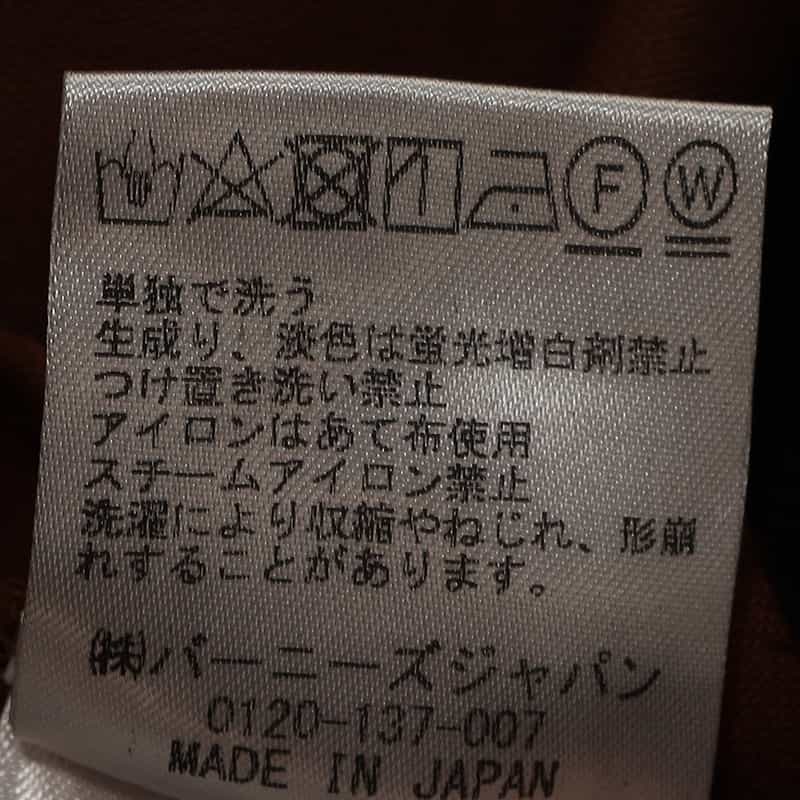 F W
単独で洗う
生成り、淡色は蛍光増白剤禁止
つけ置き洗い禁止
アイロンはあて布使用
スチームアイロン禁止
洗濯により収縮やねじれ、形崩
れすることがあります。
㈱バーニーズジャパン
0120-137-007
MADE IN JAPAN